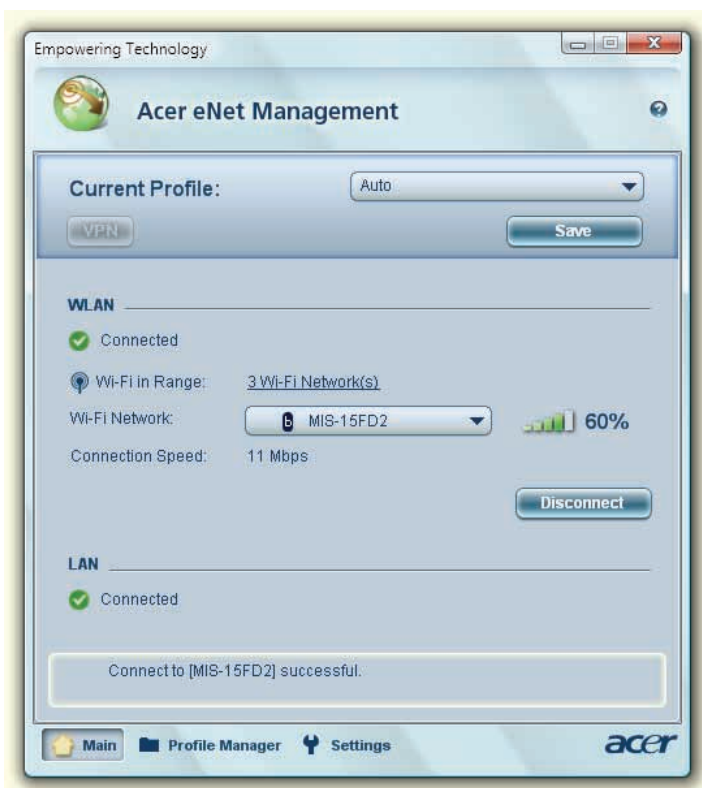 Empowering Technology
Acer eNet Management
Current Profile: Auto
VPN Save
WLAN
Connected
Wi-Fi in Range: 3 Wi-Fi Network(s)
Wi-Fi Network: b MIS-15FD2 60%
Connection Speed: 11 Mbps
Disconnect
LAN
Connected
Connect to [MIS-15FD2] successful.
Main Profile Manager Settings acer